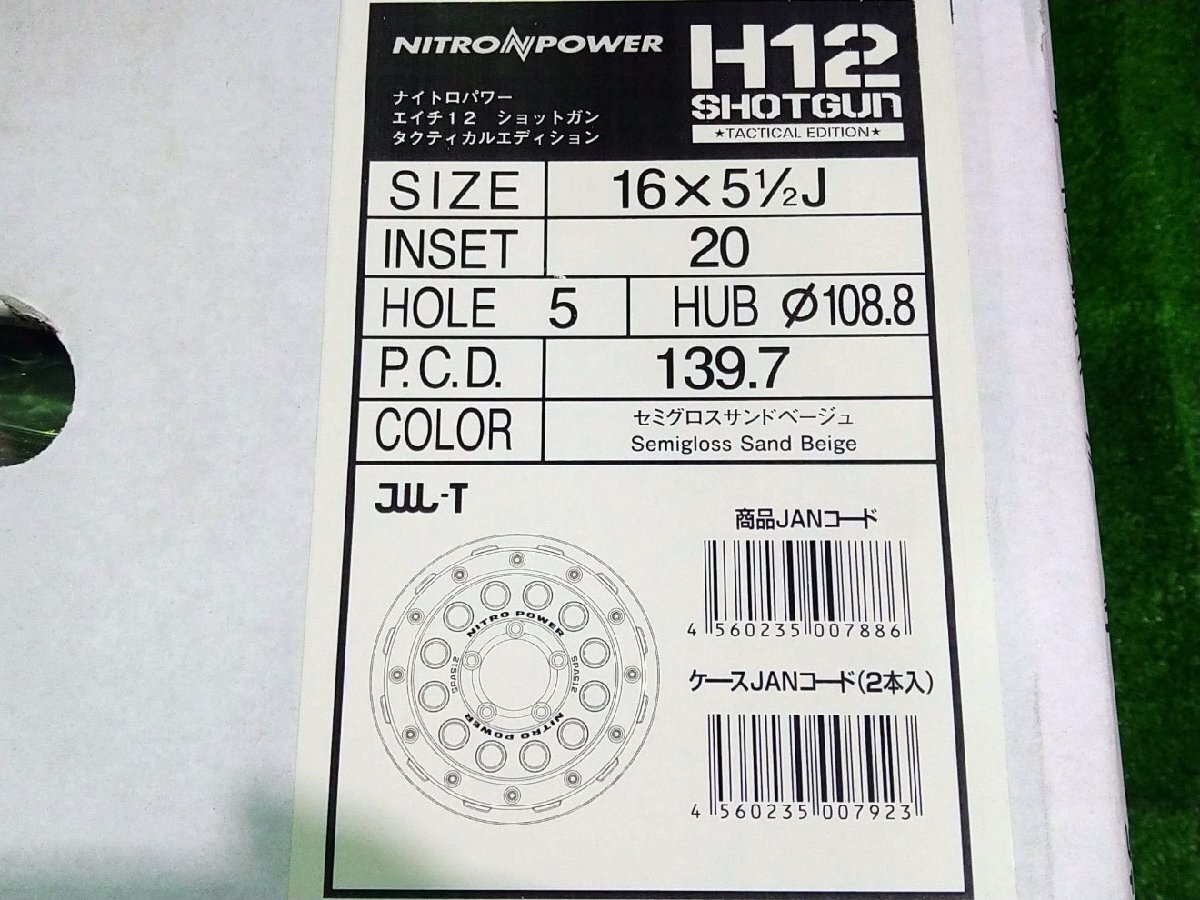 NITRO POWER
H12
SHOTGUN
★TACTICAL EDITION★
ナイトロパワー
エイチ12 ショットガン
タクティカルエディション
SIZE 16×5½J
INSET 20
HOLE 5 HUB Ø108.8
P.C.D. 139.7
COLOR セミグロスサンドベージュ
Semigloss Sand Beige
JWL-T
商品JANコード
4 560235 007886
ケースJANコード(2本入)
4 560235 007923
NITRO POWER
SPAS12
SPAS12
NITRO POWER